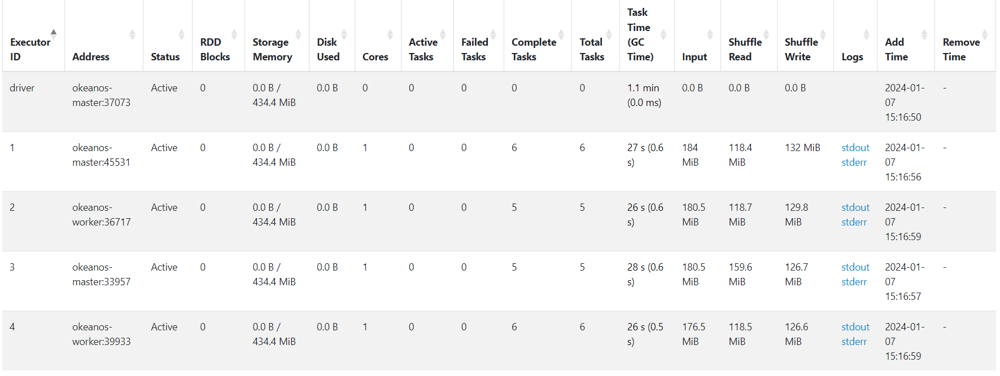 Executor ID	Address	Status	RDD Blocks	Storage Memory	Disk Used	Cores	Active Tasks	Failed Tasks	Complete Tasks	Total Tasks	Task Time (GC Time)	Input	Shuffle Read	Shuffle Write	Logs	Add Time	Remove Time
driver	okeanos-master:37073	Active	0	0.0 B / 434.4 MiB	0.0 B	0	0	0	0	0	1.1 min (0.0 ms)	0.0 B	0.0 B	0.0 B		2024-01-07 15:16:50	-
1	okeanos-master:45531	Active	0	0.0 B / 434.4 MiB	0.0 B	1	0	0	6	6	27 s (0.6 s)	184 MiB	118.4 MiB	132 MiB	stdout stderr	2024-01-07 15:16:56	-
2	okeanos-worker:36717	Active	0	0.0 B / 434.4 MiB	0.0 B	1	0	0	5	5	26 s (0.6 s)	180.5 MiB	118.7 MiB	129.8 MiB	stdout stderr	2024-01-07 15:16:59	-
3	okeanos-master:33957	Active	0	0.0 B / 434.4 MiB	0.0 B	1	0	0	5	5	28 s (0.6 s)	180.5 MiB	159.6 MiB	126.7 MiB	stdout stderr	2024-01-07 15:16:57	-
4	okeanos-worker:39933	Active	0	0.0 B / 434.4 MiB	0.0 B	1	0	0	6	6	26 s (0.5 s)	176.5 MiB	118.5 MiB	126.6 MiB	stdout stderr	2024-01-07 15:16:59	-